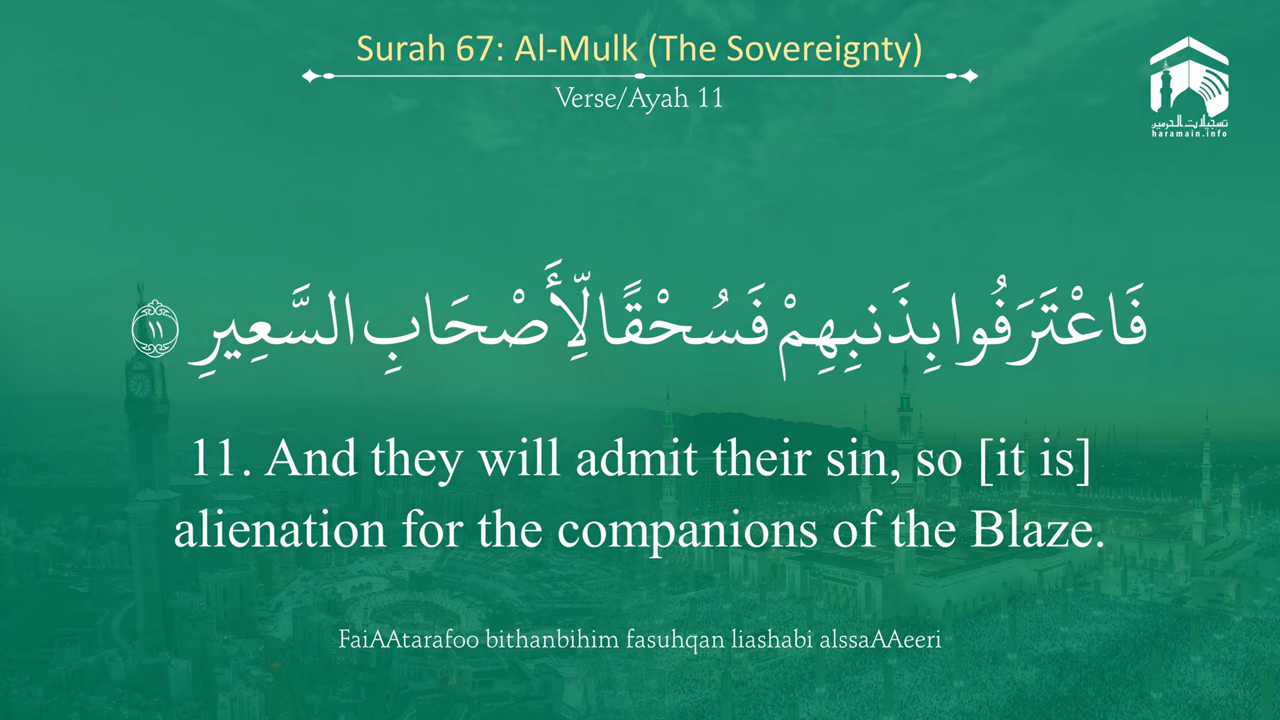 Surah 67: Al-Mulk (The Sovereignty)
Verse/Ayah 11
تسجيلات الحرمين
haramain.info
فَاعْتَرَفُوا بِذَنبِهِمْ فَسُحْقًا لِّأَصْحَابِ السَّعِيرِ ١١
11. And they will admit their sin, so [it is]
alienation for the companions of the Blaze.
FaiAAtarafoo bithanbihim fasuhqan liashabi alssaAAeeri